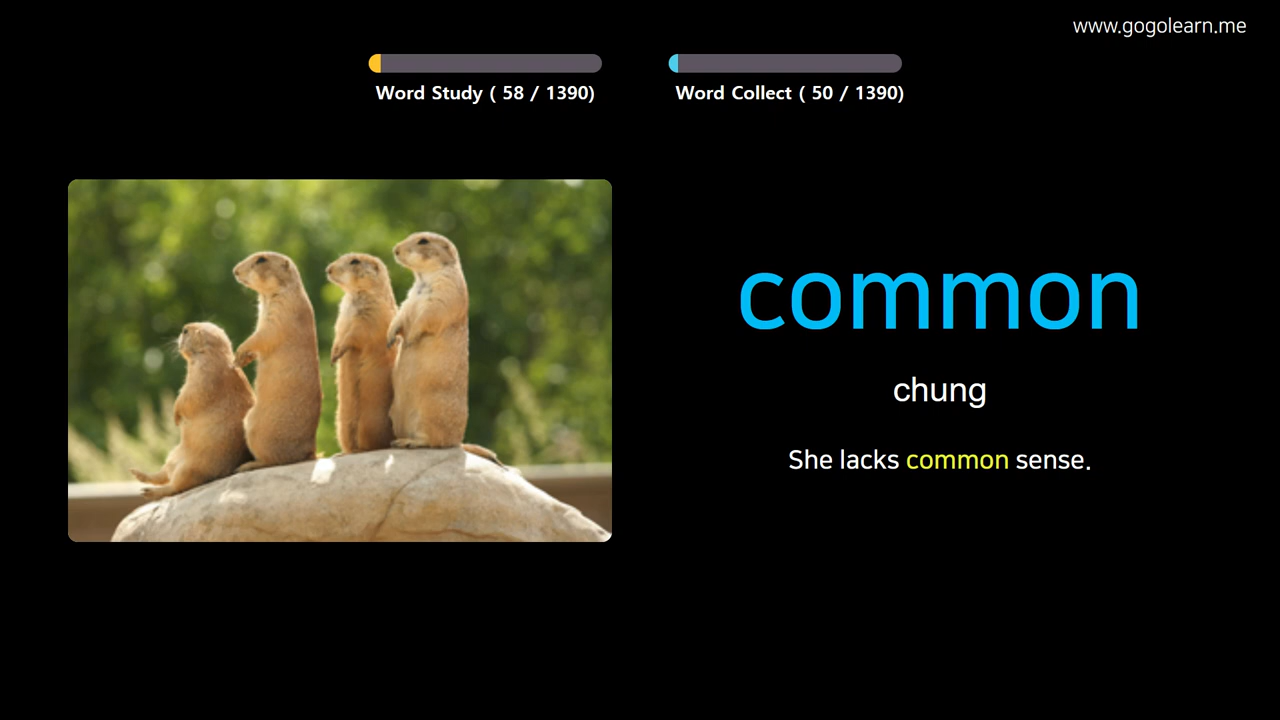 www.gogolearn.me
Word Study ( 58 / 1390)
Word Collect ( 50 / 1390)
common
chung
She lacks common sense.